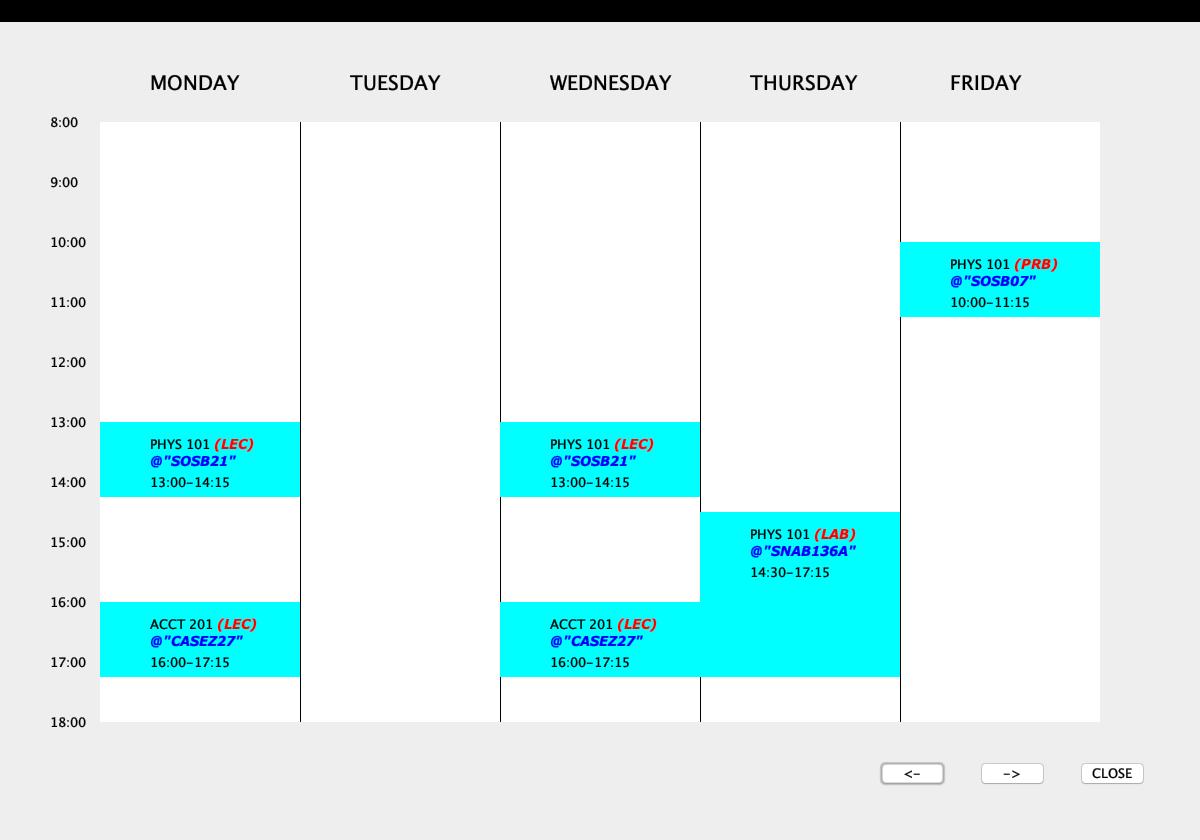 MONDAY TUESDAY WEDNESDAY THURSDAY FRIDAY
8:00
9:00
10:00
PHYS 101 (PRB)
@"SOSB07"
11:00
10:00-11:15
12:00
13:00
PHYS 101 (LEC) PHYS 101 (LEC)
@"SOSB21" @"SOSB21"
14:00
13:00-14:15 13:00-14:15
PHYS 101 (LAB)
15:00
@"SNAB136A"
14:30-17:15
16:00
ACCT 201 (LEC) ACCT 201 (LEC)
@"CASEZ27" @"CASEZ27"
17:00
16:00-17:15 16:00-17:15
18:00
<- -> CLOSE